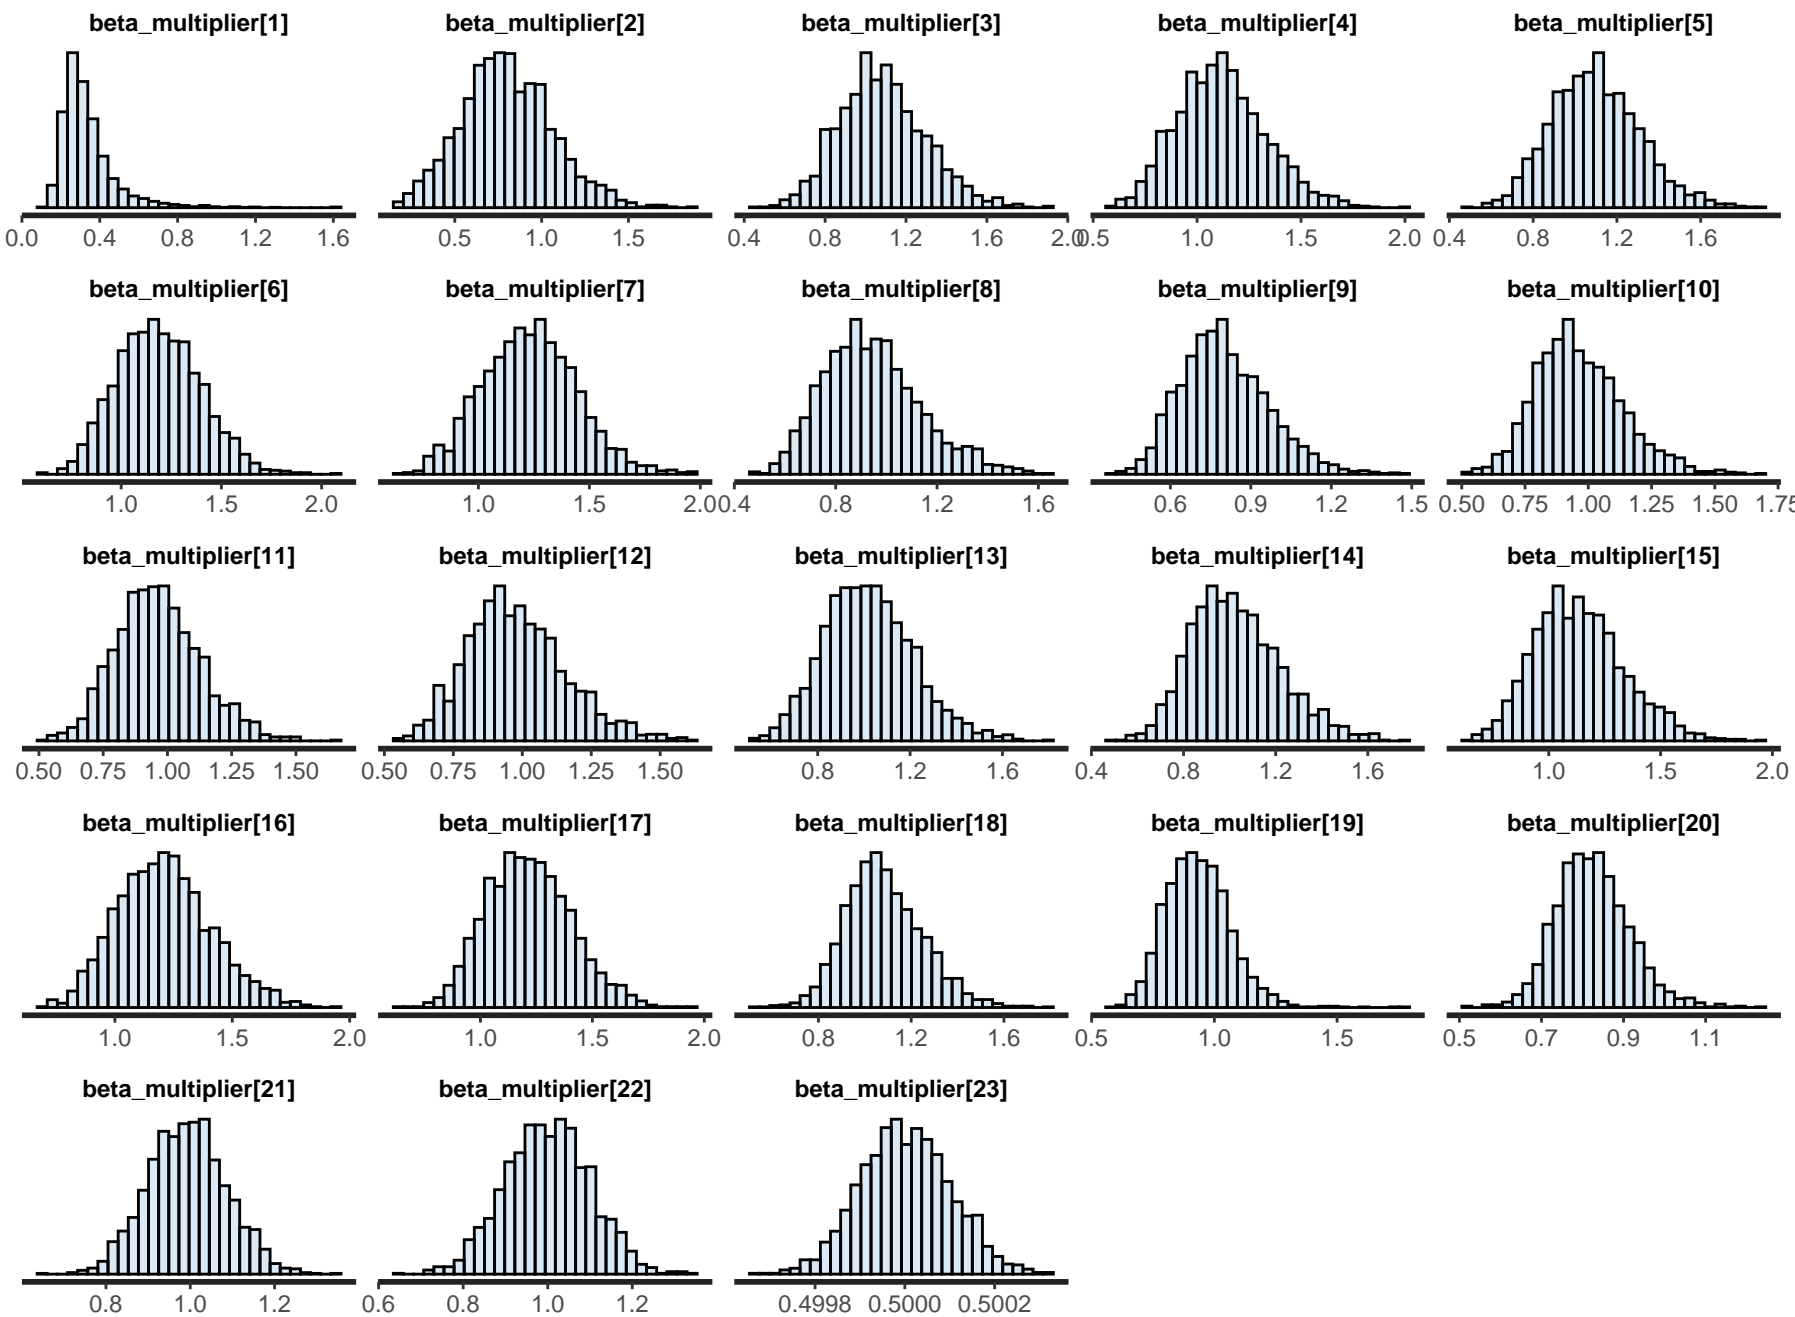 beta_multiplier[1] beta_multiplier[2] beta_multiplier[3] beta_multiplier[4] beta_multiplier[5]
0.0 0.4 0.8 1.2 1.6 0.5 1.0 1.5 0.4 0.8 1.2 1.6 2.0 0.5 1.0 1.5 2.0 0.4 0.8 1.2 1.6
beta_multiplier[6] beta_multiplier[7] beta_multiplier[8] beta_multiplier[9] beta_multiplier[10]
1.0 1.5 2.0 1.0 1.5 2.0 0.4 0.8 1.2 1.6 0.6 0.9 1.2 1.5 0.50 0.75 1.00 1.25 1.50 1.75
beta_multiplier[11] beta_multiplier[12] beta_multiplier[13] beta_multiplier[14] beta_multiplier[15]
0.50 0.75 1.00 1.25 1.50 0.50 0.75 1.00 1.25 1.50 0.8 1.2 1.6 0.4 0.8 1.2 1.6 1.0 1.5 2.0
beta_multiplier[16] beta_multiplier[17] beta_multiplier[18] beta_multiplier[19] beta_multiplier[20]
1.0 1.5 2.0 1.0 1.5 2.0 0.8 1.2 1.6 0.5 1.0 1.5 0.5 0.7 0.9 1.1
beta_multiplier[21] beta_multiplier[22] beta_multiplier[23]
0.8 1.0 1.2 0.6 0.8 1.0 1.2 0.4998 0.5000 0.5002